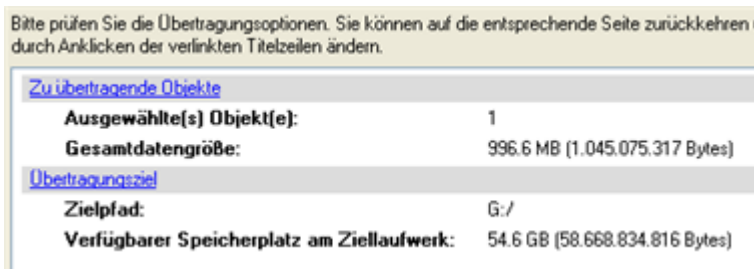 Bitte prüfen Sie die Übertragungsoptionen. Sie können auf die entsprechende Seite zurückkehren
durch Anklicken der verlinkten Titelzeilen ändern.
Zu übertragende Objekte
Ausgewählte(s) Objekt(e): 1
Gesamtdatengröße: 996.6 MB (1.045.075.317 Bytes)
Übertragungsziel
Zielpfad: G:/
Verfügbarer Speicherplatz am Ziellaufwerk: 54.6 GB (58.668.834.816 Bytes)